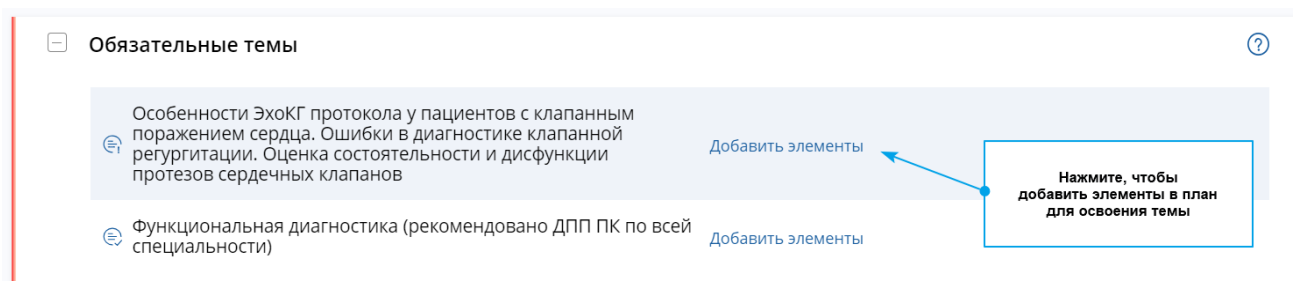 Обязательные темы
Особенности ЭхоКГ протокола у пациентов с клапанным
поражением сердца. Ошибки в диагностике клапанной
регургитации. Оценка состоятельности и дисфункции
протезов сердечных клапанов
Добавить элементы
Нажмите, чтобы
добавить элементы в план
для освоения темы
Функциональная диагностика (рекомендовано ДПП ПК по всей
специальности)
Добавить элементы